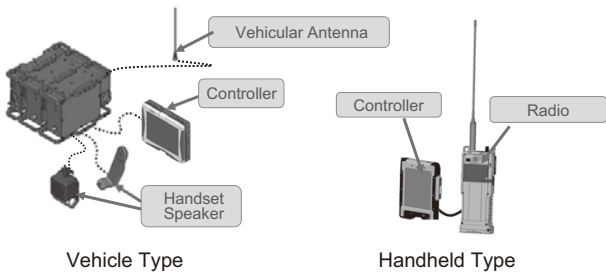 Vehicular Antenna
Controller
Handset
Speaker
Vehicle Type
Controller
Radio
Handheld Type